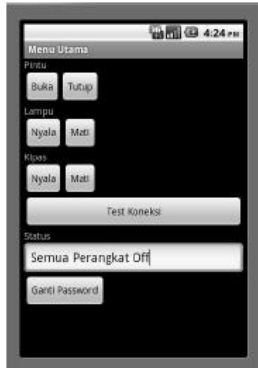 4:24 PM
Menu Utama
Pintu
Buka Tutup
Lampu
Nyala Mati
Kipas
Nyala Mati
Test Koneksi
Status
Semua Perangkat Off
Ganti Password